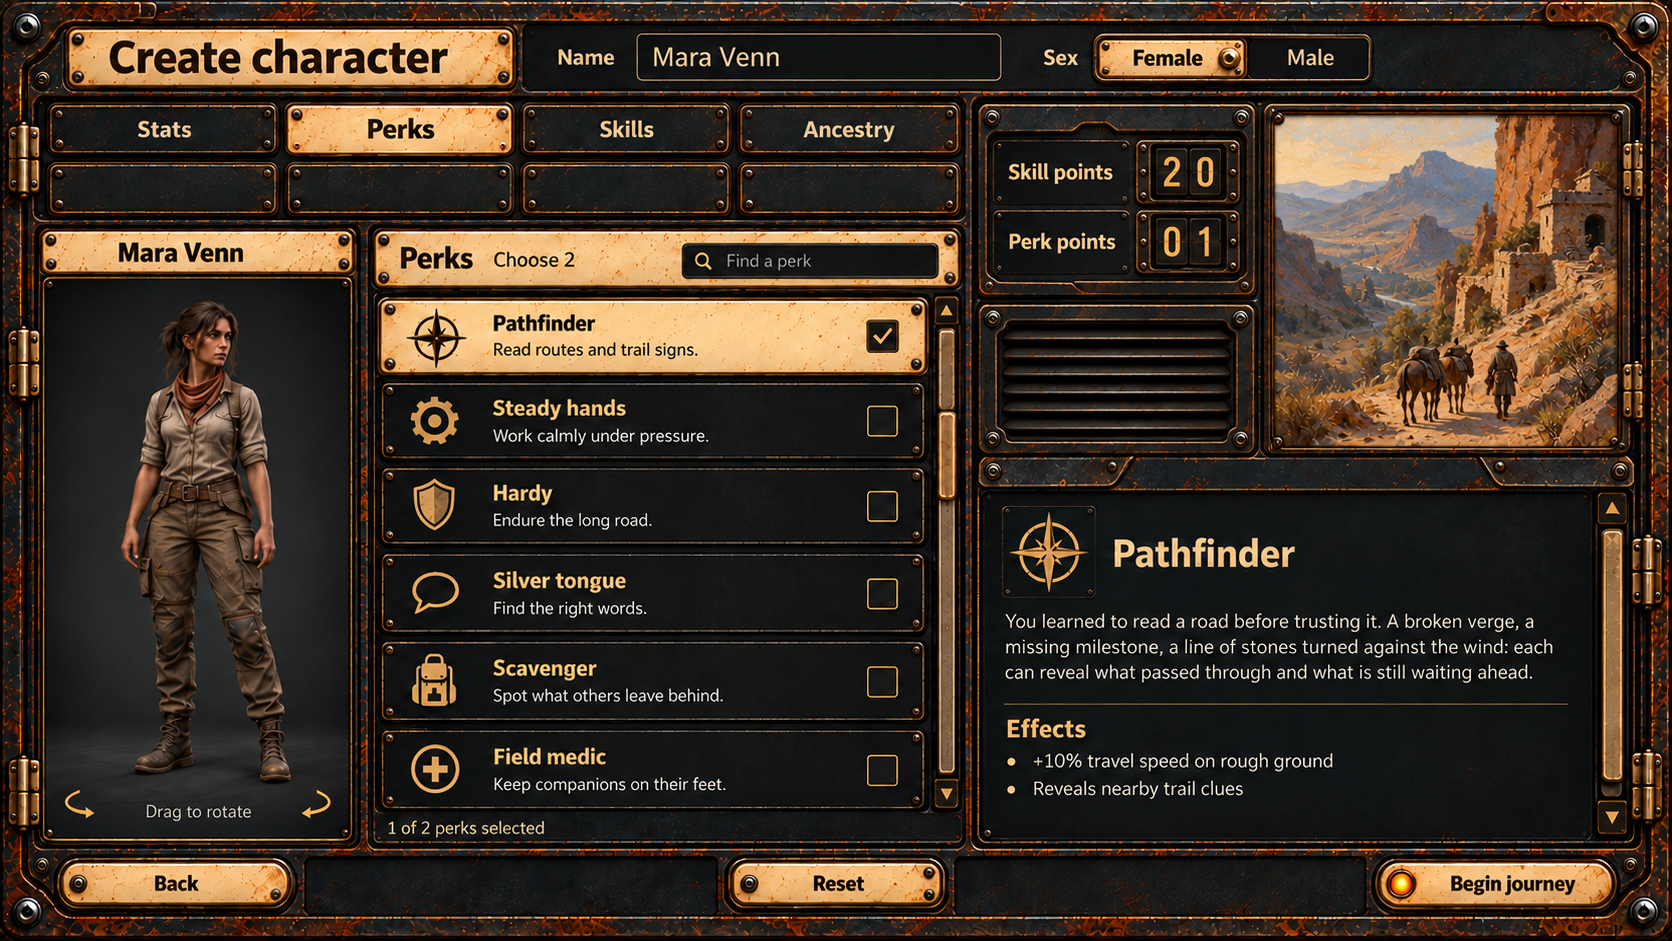 Create character
Name
Mara Venn
Sex
Female
Male
Stats
Perks
Skills
Ancestry
Skill points
20
Perk points
01
Mara Venn
Drag to rotate
Perks
Choose 2
Find a perk
Pathfinder
Read routes and trail signs.
Steady hands
Work calmly under pressure.
Hardy
Endure the long road.
Silver tongue
Find the right words.
Scavenger
Spot what others leave behind.
Field medic
Keep companions on their feet.
1 of 2 perks selected
Pathfinder
You learned to read a road before trusting it. A broken verge, a
missing milestone, a line of stones turned against the wind: each
can reveal what passed through and what is still waiting ahead.
Effects
• +10% travel speed on rough ground
• Reveals nearby trail clues
Back
Reset
Begin journey